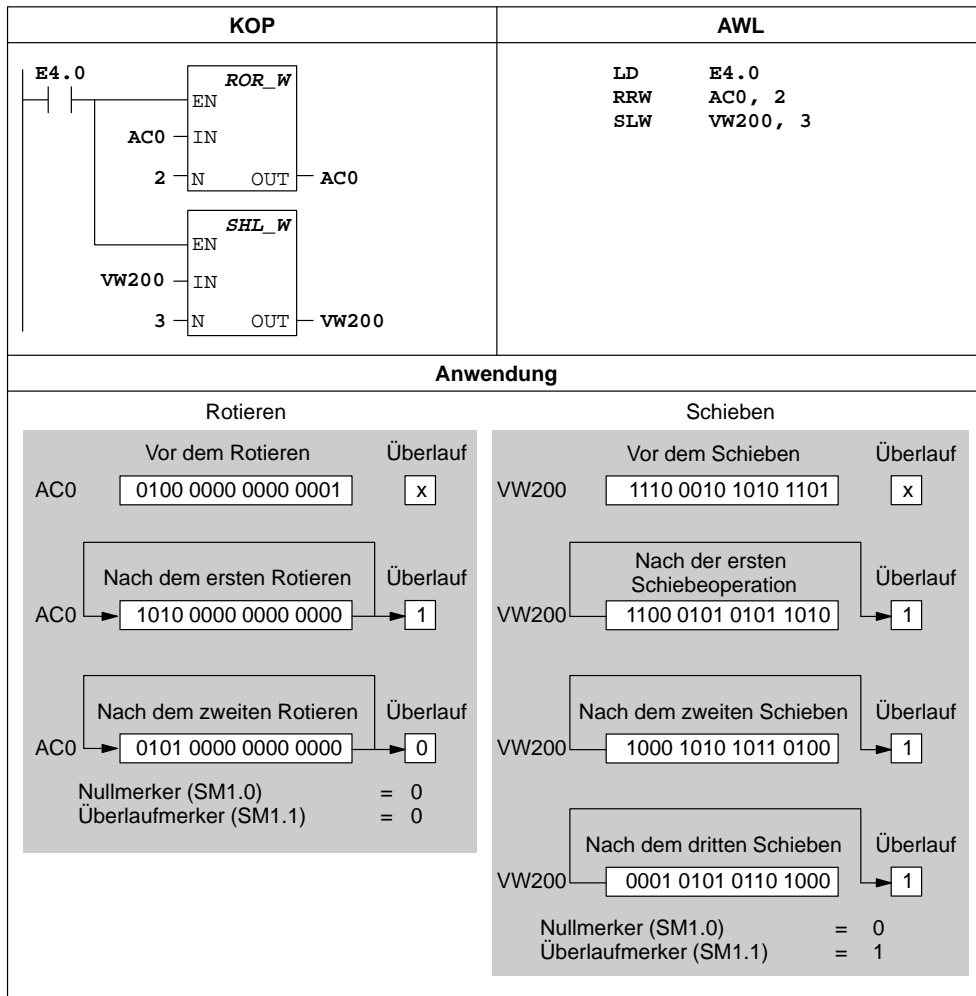 KOP
AWL
E4.0
ROR_W
EN
AC0 IN
2 N OUT AC0
SHL_W
EN
VW200 IN
3 N OUT VW200
LD E4.0
RRW AC0, 2
SLW VW200, 3
Anwendung
Rotieren
Vor dem Rotieren Überlauf
AC0 0100 0000 0000 0001 x
Nach dem ersten Rotieren Überlauf
AC0 1010 0000 0000 0000 1
Nach dem zweiten Rotieren Überlauf
AC0 0101 0000 0000 0000 0
Nullmerker (SM1.0) = 0
Überlaufmerker (SM1.1) = 0
Schieben
Vor dem Schieben Überlauf
VW200 1110 0010 1010 1101 x
Nach der ersten
Schiebeoperation Überlauf
VW200 1100 0101 0101 1010 1
Nach dem zweiten Schieben Überlauf
VW200 1000 1010 1011 0100 1
Nach dem dritten Schieben Überlauf
VW200 0001 0101 0110 1000 1
Nullmerker (SM1.0) = 0
Überlaufmerker (SM1.1) = 1